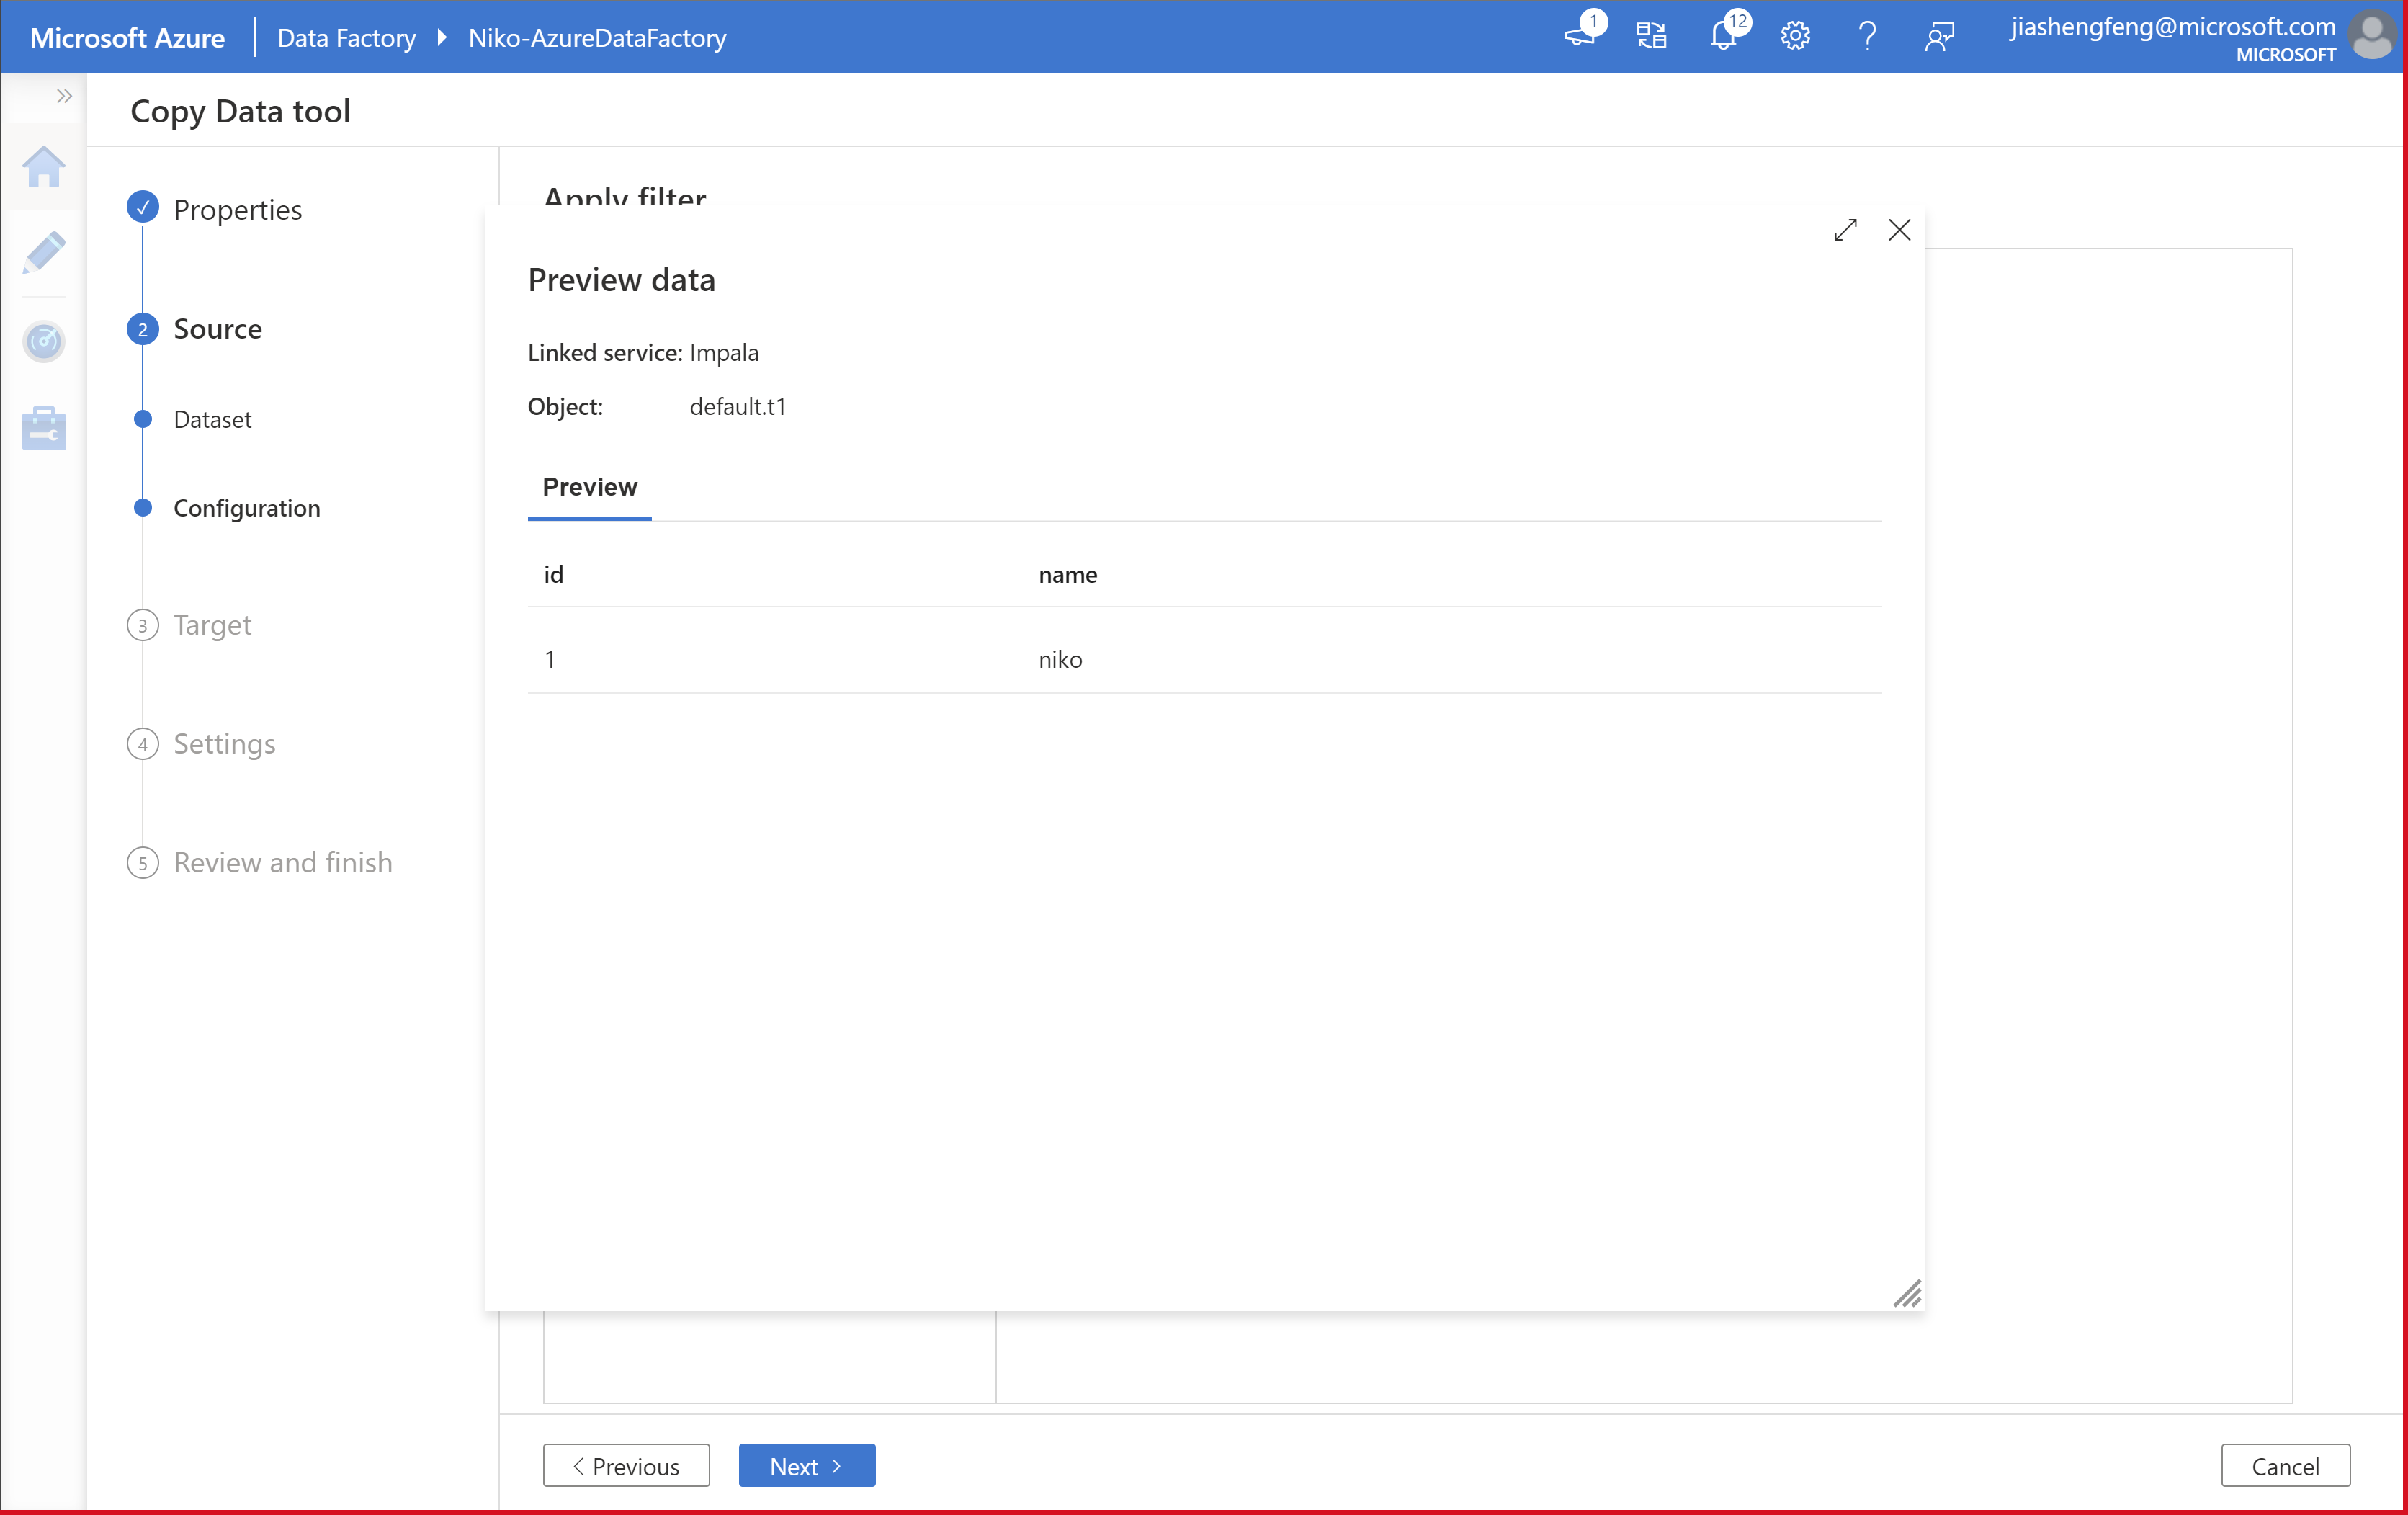 Microsoft Azure
Data Factory
Niko-AzureDataFactory
1
12
jiashengfeng@microsoft.com
MICROSOFT
Copy Data tool
Properties
2 Source
Dataset
Configuration
3 Target
4 Settings
5 Review and finish
Apply filter
Preview data
Linked service: Impala
Object: default.t1
Preview
id name
1 niko
Previous
Next
Cancel